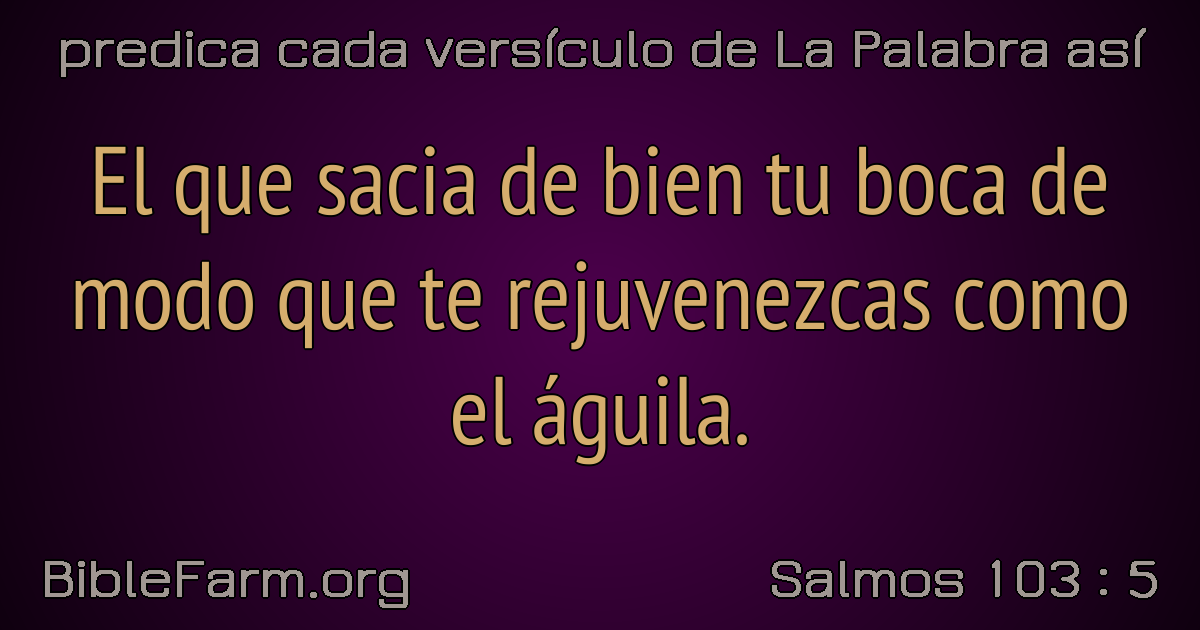 predica cada versículo de La Palabra así
El que sacia de bien tu boca de
modo que te rejuvenezcas como
el águila.
BibleFarm.org
Salmos 103 : 5